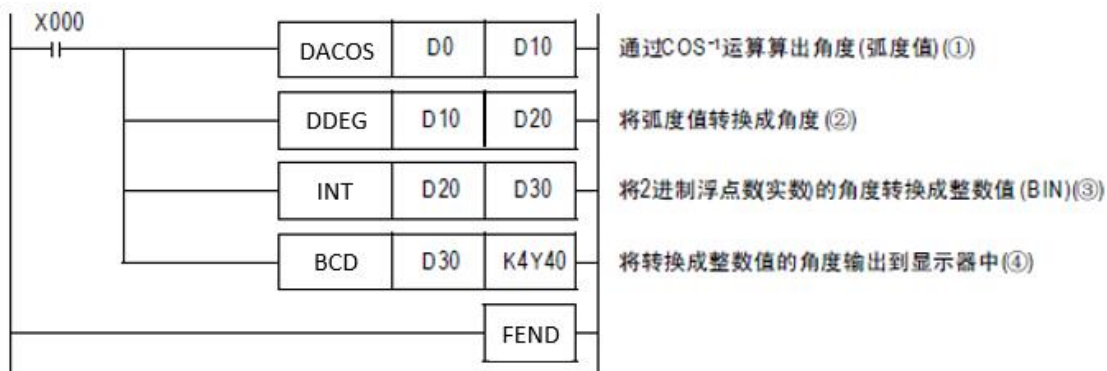 X000
DACOS D0 D10 通过COS⁻¹运算算出角度(弧度值)(①)
DDEG D10 D20 将弧度值转换成角度(②)
INT D20 D30 将2进制浮点数(实数)的角度转换成整数值(BIN)(③)
BCD D30 K4Y40 将转换成整数值的角度输出到显示器中(④)
FEND